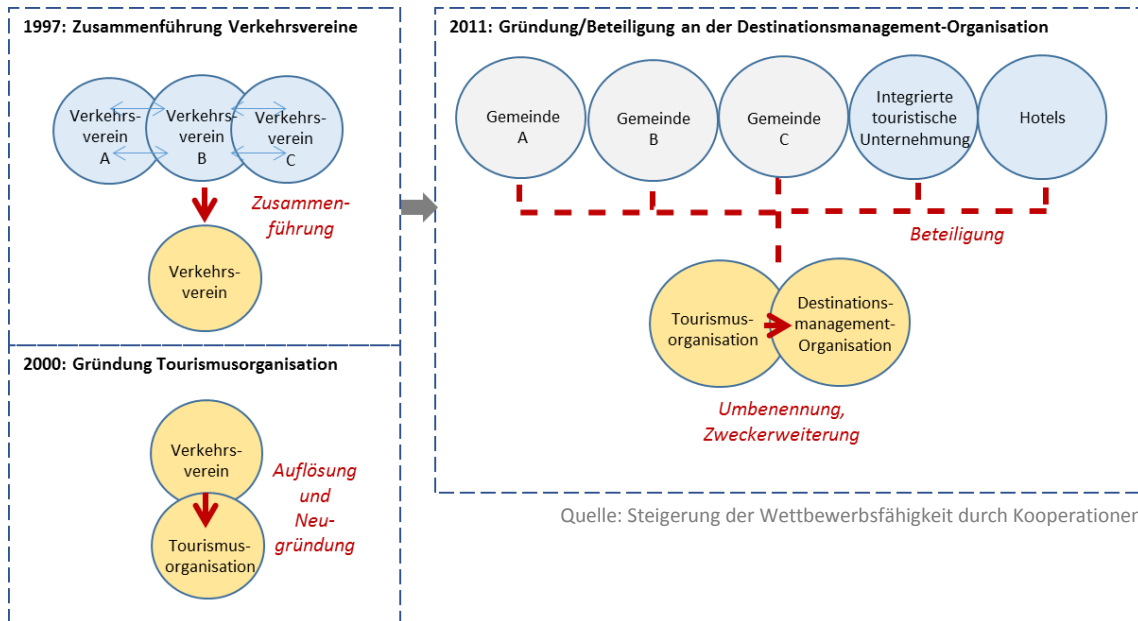 1997: Zusammenführung Verkehrsvereine
Verkehrs-
verein
A
Verkehrs-
verein
B
Verkehrs-
verein
C
Zusammen-
führung
Verkehrs-
verein
2000: Gründung Tourismusorganisation
Verkehrs-
verein
Auflösung
und
Neu-
gründung
Tourismus-
organisation
2011: Gründung/Beteiligung an der Destinationsmanagement-Organisation
Gemeinde
A
Gemeinde
B
Gemeinde
C
Integrierte
touristische
Unternehmung
Hotels
Beteiligung
Tourismus-
organisation
Destinations-
management-
Organisation
Umbenennung,
Zweckerweiterung
Quelle: Steigerung der Wettbewerbsfähigkeit durch Kooperationen